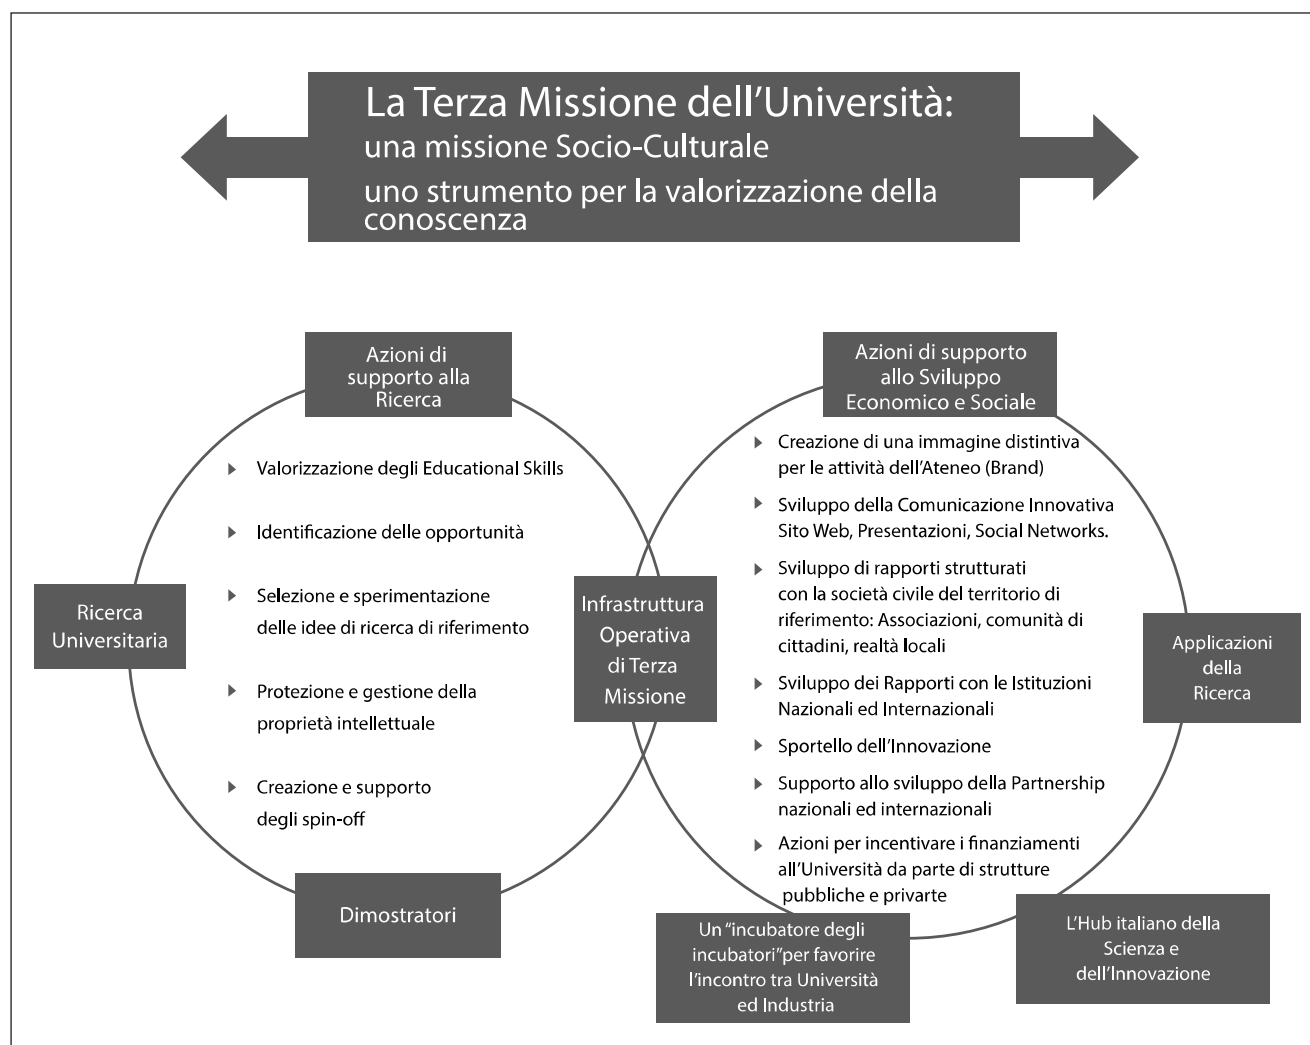 La Terza Missione dell'Università:
una missione Socio-Culturale
uno strumento per la valorizzazione della
conoscenza
Azioni di
supporto alla
Ricerca
Valorizzazione degli Educational Skills
Identificazione delle opportunità
Selezione e sperimentazione
delle idee di ricerca di riferimento
Protezione e gestione della
proprietà intellettuale
Creazione e supporto
degli spin-off
Ricerca
Universitaria
Dimostratori
Infrastruttura
Operativa
di Terza
Missione
Azioni di supporto
allo Sviluppo
Economico e Sociale
Creazione di una immagine distintiva
per le attività dell'Ateneo (Brand)
Sviluppo della Comunicazione Innovativa
Sito Web, Presentazioni, Social Networks.
Sviluppo di rapporti strutturati
con la società civile del territorio di
riferimento: Associazioni, comunità di
cittadini, realtà locali
Sviluppo dei Rapporti con le Istituzioni
Nazionali ed Internazionali
Sportello dell'Innovazione
Supporto allo sviluppo della Partnership
nazionali ed internazionali
Azioni per incentivare i finanziamenti
all'Università da parte di strutture
pubbliche e privarte
Applicazioni
della
Ricerca
Un "incubatore degli
incubatori"per favorire
l'incontro tra Università
ed Industria
L'Hub italiano della
Scienza e
dell'Innovazione